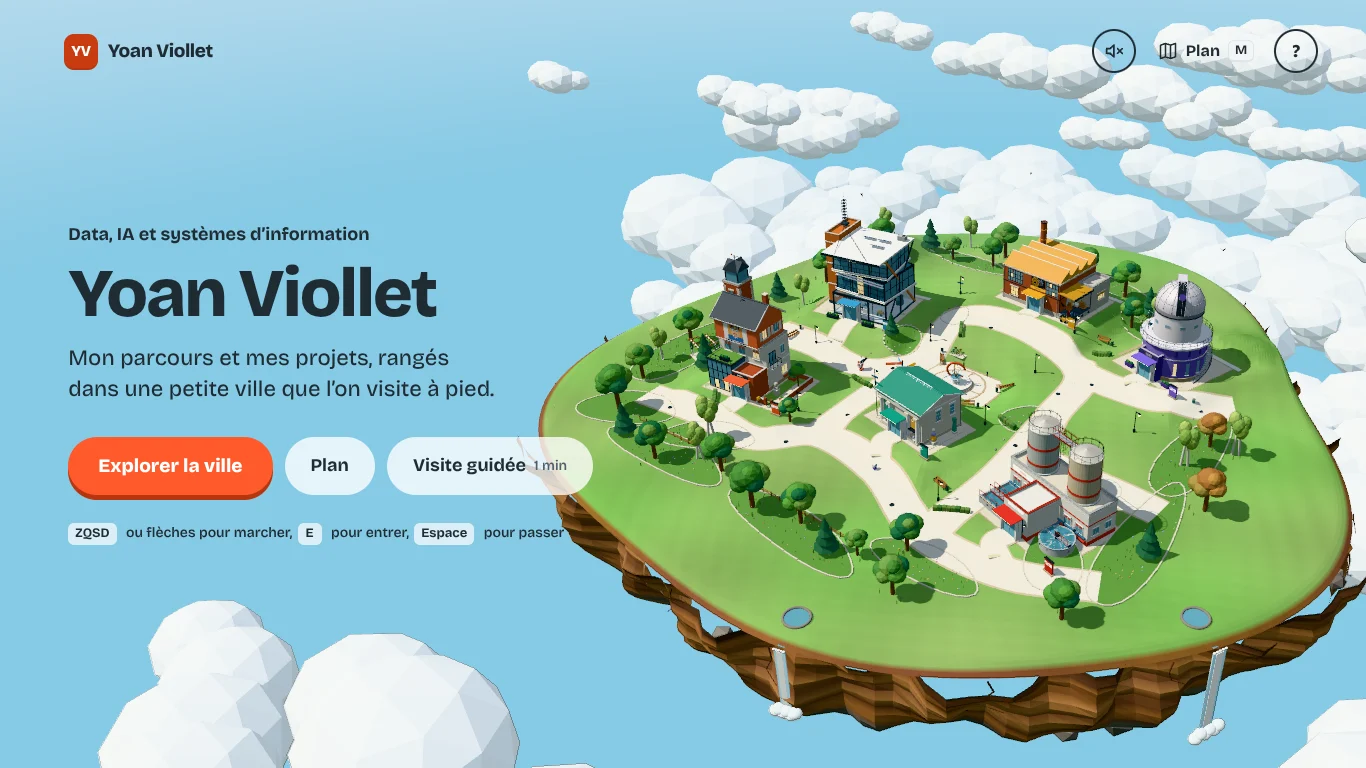 YV Yoan Viollet
Plan M ?
Data, IA et systèmes d’information
Yoan Viollet
Mon parcours et mes projets, rangés
dans une petite ville que l’on visite à pied.
Explorer la ville Plan Visite guidée 1 min
ZQSD ou flèches pour marcher, E pour entrer, Espace pour passer